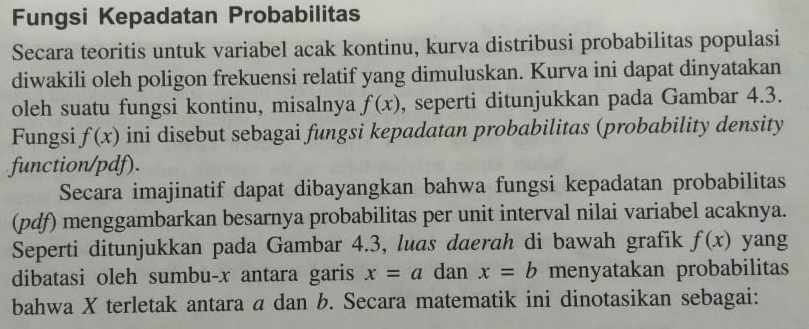 Fungsi Kepadatan Probabilitas
Secara teoritis untuk variabel acak kontinu, kurva distribusi probabilitas populasi
diwakili oleh poligon frekuensi relatif yang dimuluskan. Kurva ini dapat dinyatakan
oleh suatu fungsi kontinu, misalnya f(x), seperti ditunjukkan pada Gambar 4.3.
Fungsi f(x) ini disebut sebagai fungsi kepadatan probabilitas (probability density
function/pdf).
Secara imajinatif dapat dibayangkan bahwa fungsi kepadatan probabilitas
(pdf) menggambarkan besarnya probabilitas per unit interval nilai variabel acaknya.
Seperti ditunjukkan pada Gambar 4.3, luas daerah di bawah grafik f(x) yang
dibatasi oleh sumbu-x antara garis x = a dan x = b menyatakan probabilitas
bahwa X terletak antara a dan b. Secara matematik ini dinotasikan sebagai: